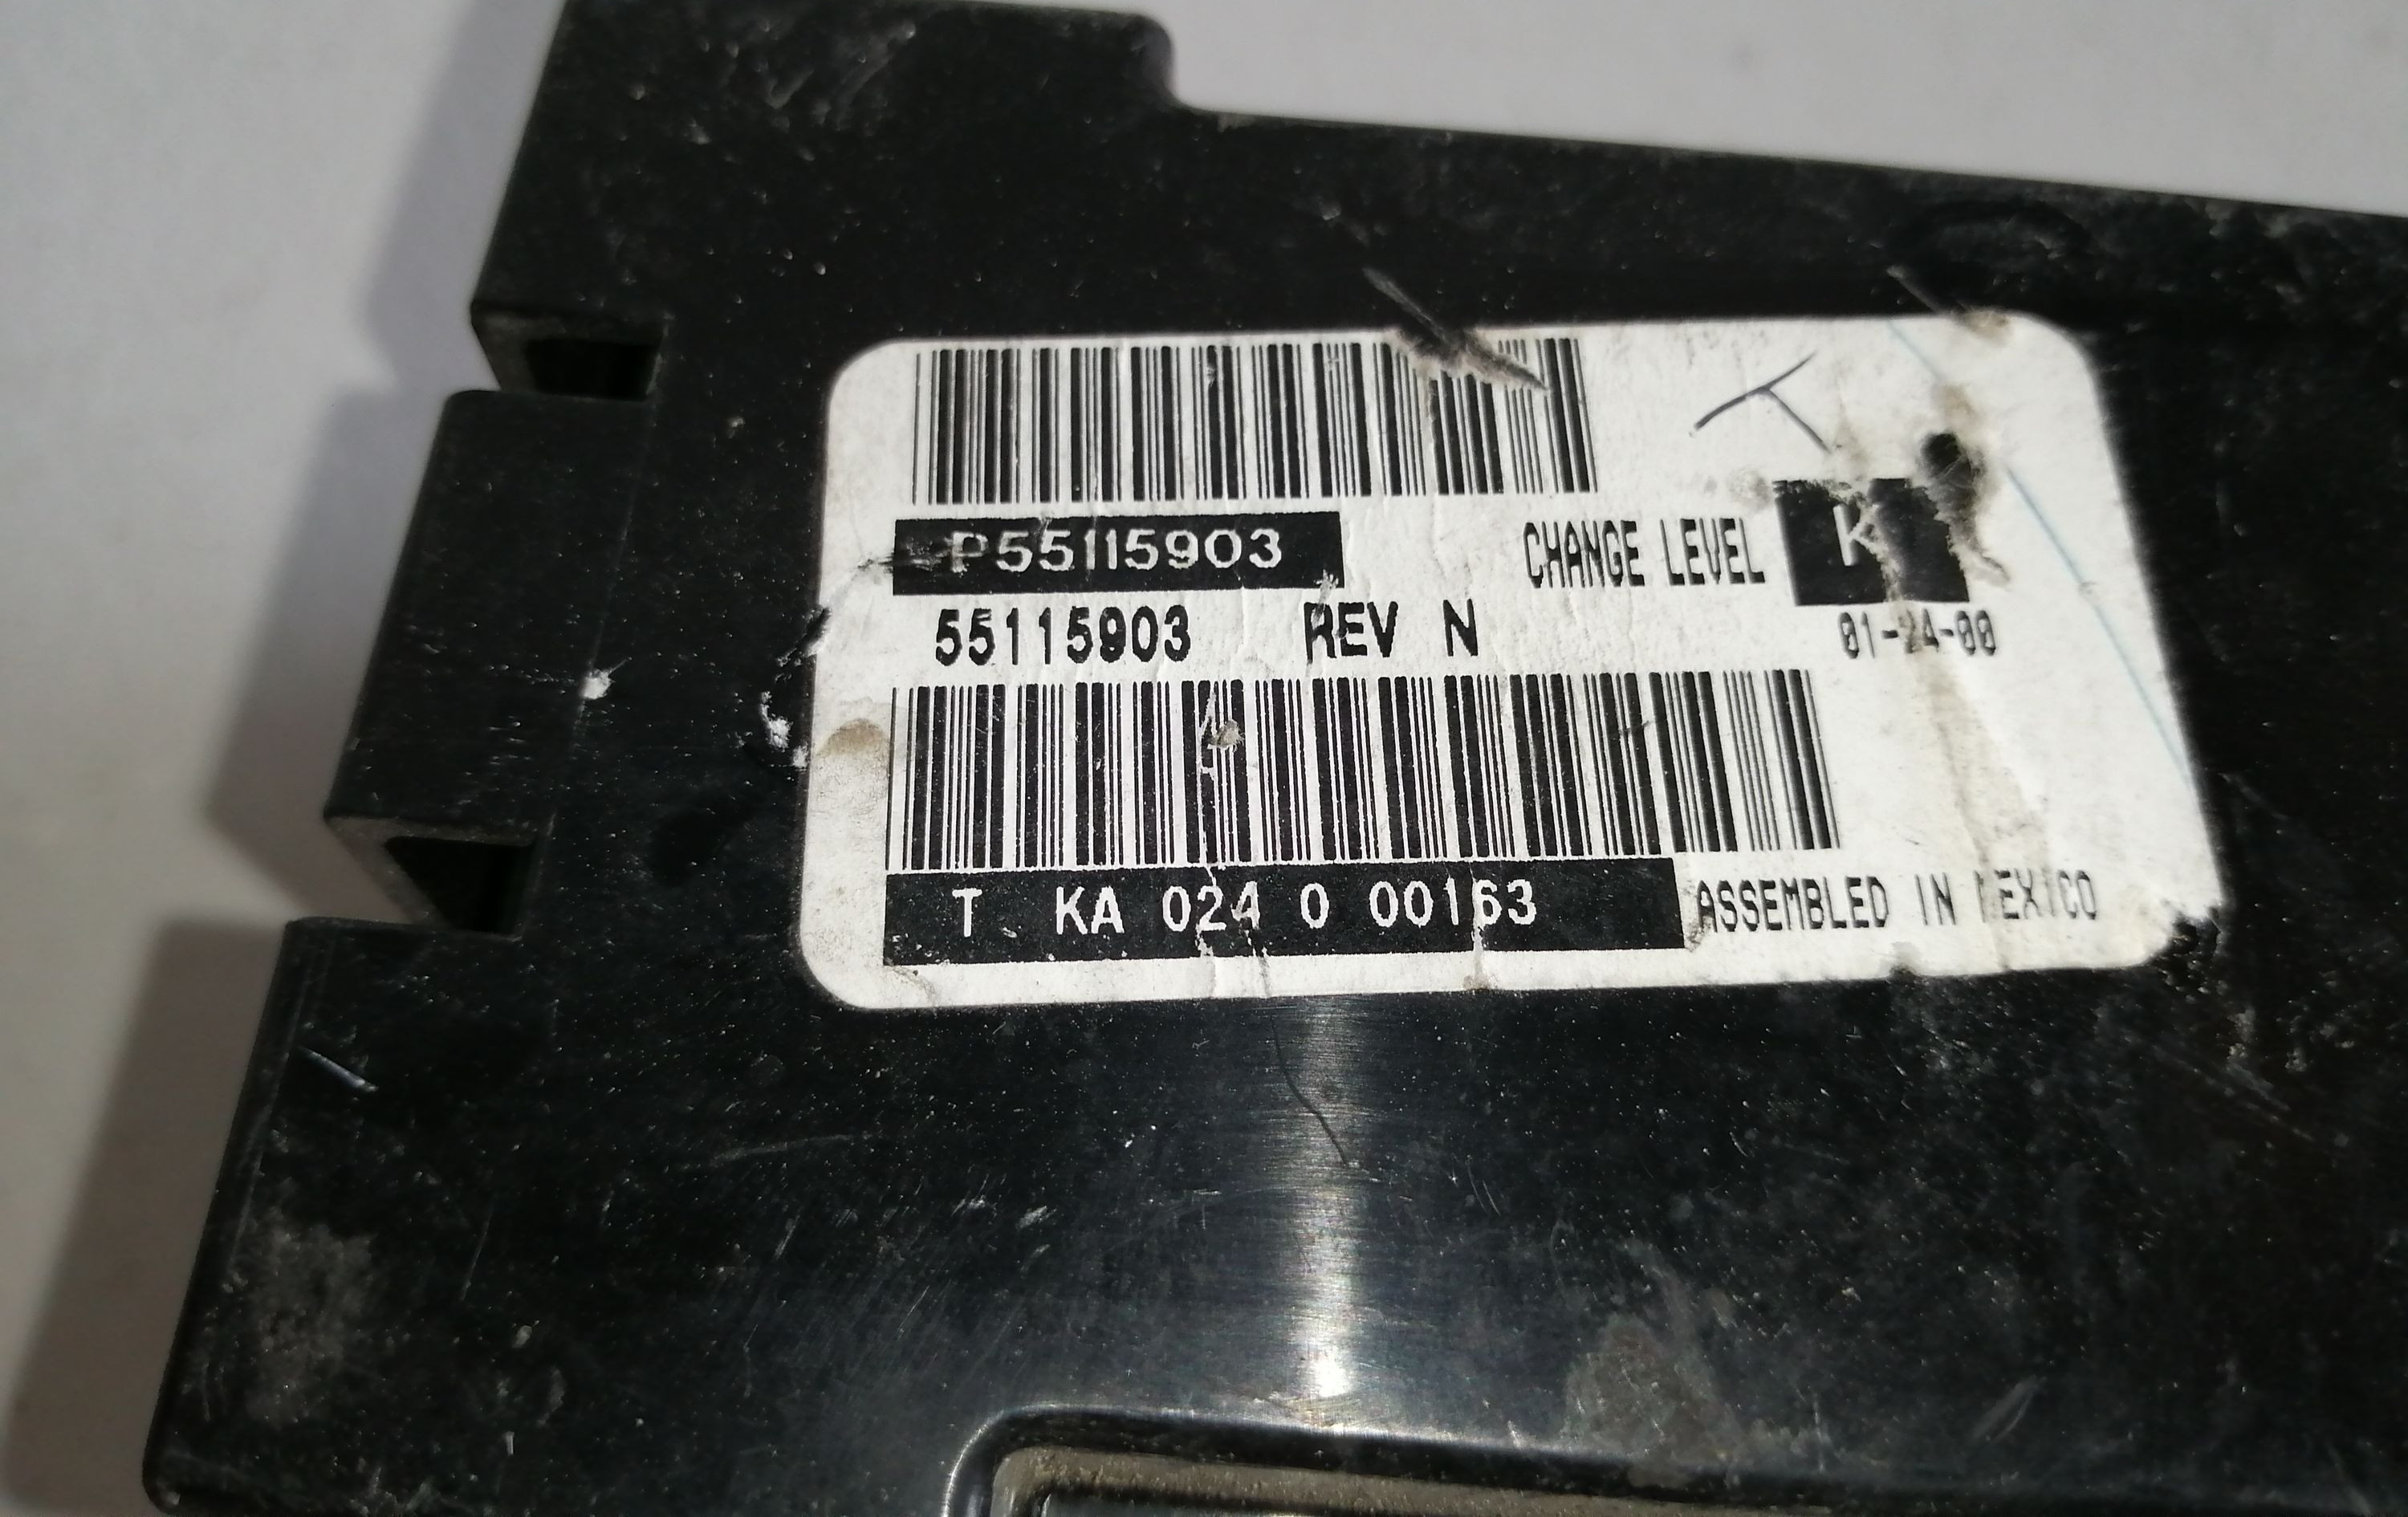 P55115903
CHANGE LEVEL K
55115903 REV N
01-24-00
T KA 024 0 00163
ASSEMBLED IN MEXICO